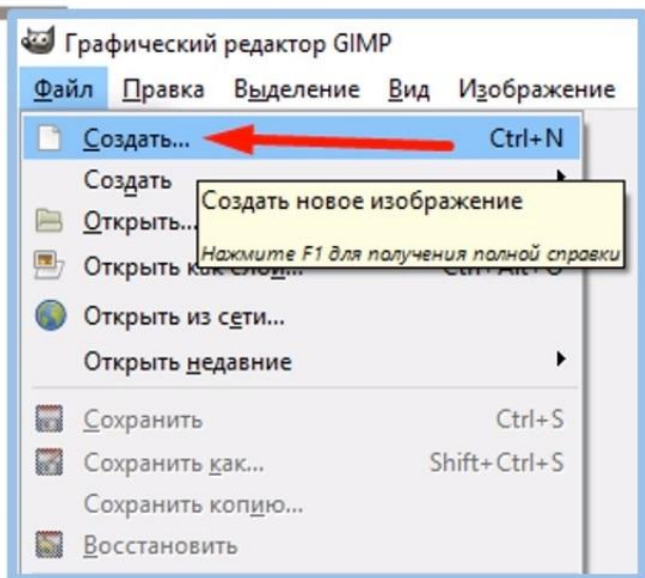 Графический редактор GIMP
Файл Правка Выделение Вид Изображение
Создать... Ctrl+N
Создать
Создать новое изображение
Открыть...
Нажмите F1 для получения полной справки
Открыть как
Открыть из сети...
Открыть недавние
Сохранить Ctrl+S
Сохранить как... Shift+Ctrl+S
Сохранить копию...
Восстановить